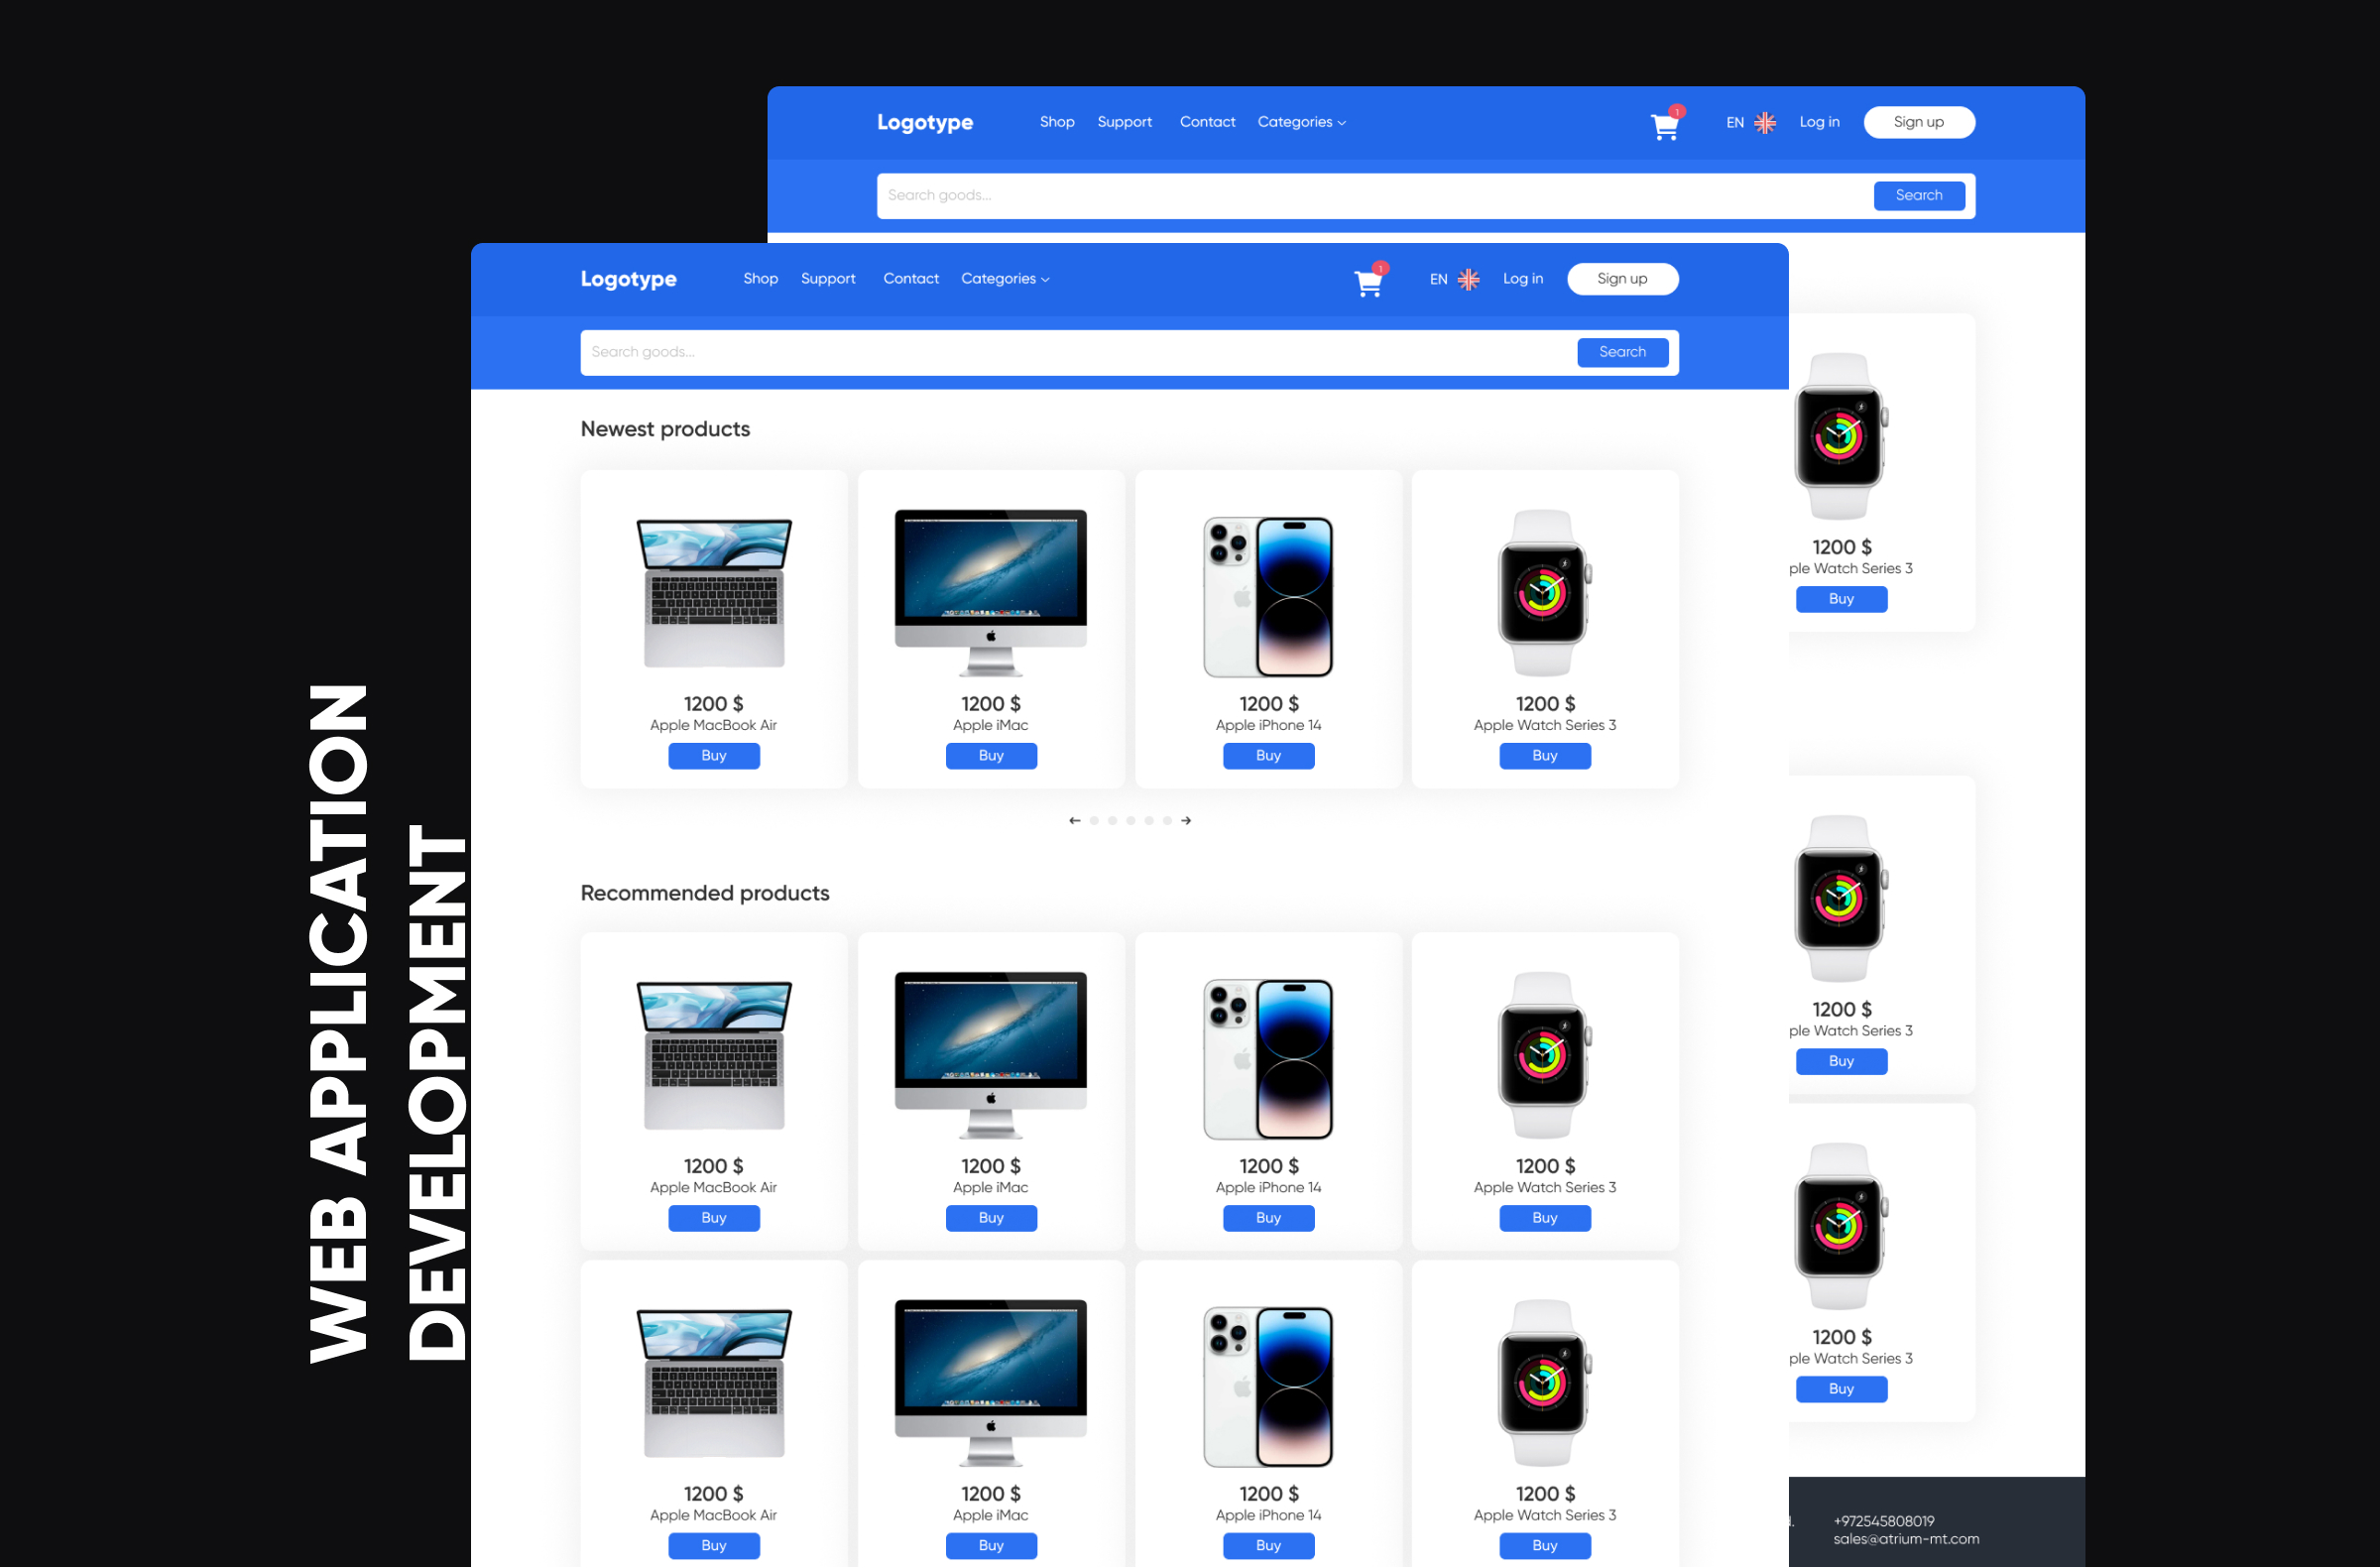 WEB APPLICATION
DEVELOPMENT
Logotype Shop Support Contact Categories 1 EN Log in Sign up
Search goods... Search
Logotype Shop Support Contact Categories 1 EN Log in Sign up
Search goods... Search
Newest products
1200 $ 1200 $ 1200 $ 1200 $
Apple MacBook Air Apple iMac Apple iPhone 14 Apple Watch Series 3
Buy Buy Buy Buy
Recommended products
1200 $ 1200 $ 1200 $ 1200 $
Apple MacBook Air Apple iMac Apple iPhone 14 Apple Watch Series 3
Buy Buy Buy Buy
1200 $ 1200 $ 1200 $ 1200 $
Apple MacBook Air Apple iMac Apple iPhone 14 Apple Watch Series 3
Buy Buy Buy Buy
1200 $
ple Watch Series 3
Buy
1200 $
ple Watch Series 3
Buy
1200 $
ple Watch Series 3
Buy
+972545808019
sales@atrium-mt.com